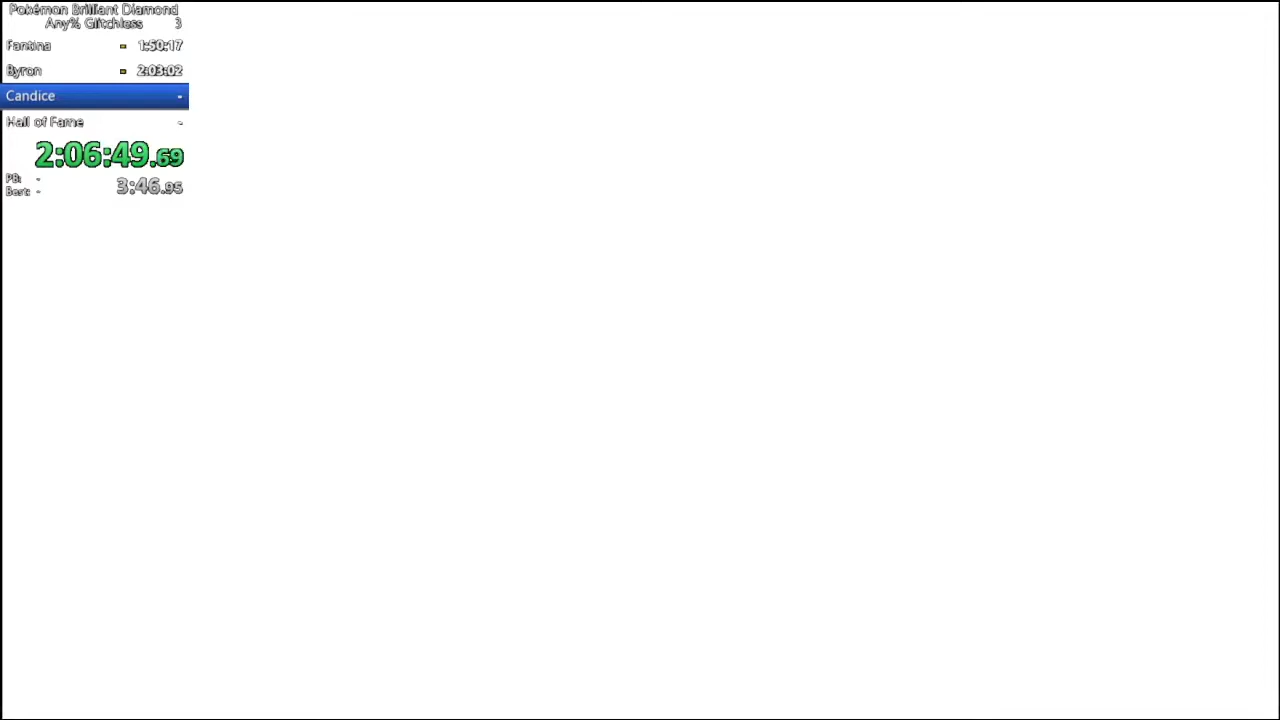 Pokémon Brilliant Diamond
Any% Glitchless 3
Fantina - 1:50:17
Byron - 2:03:02
Candice -
Hall of Fame -
2:06:49.69
PB: -
3:46.95
Best: -